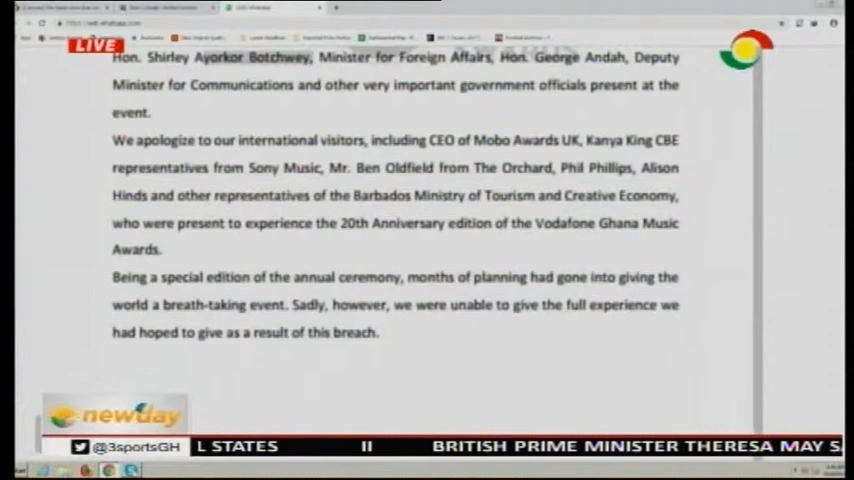 LIVE
AWARDS
Hon. Shirley Ayorkor Botchwey, Minister for Foreign Affairs, Hon. George Andah, Deputy
Minister for Communications and other very important government officials present at the
event.
We apologize to our international visitors, including CEO of Mobo Awards UK, Kanya King CBE
representatives from Sony Music, Mr. Ben Oldfield from The Orchard, Phil Phillips, Alison
Hinds and other representatives of the Barbados Ministry of Tourism and Creative Economy,
who were present to experience the 20th Anniversary edition of the Vodafone Ghana Music
Awards.
Being a special edition of the annual ceremony, months of planning had gone into giving the
world a breath-taking event. Sadly, however, we were unable to give the full experience we
had hoped to give as a result of this breach.
newday
@3sportsGH L STATES II BRITISH PRIME MINISTER THERESA MAY S